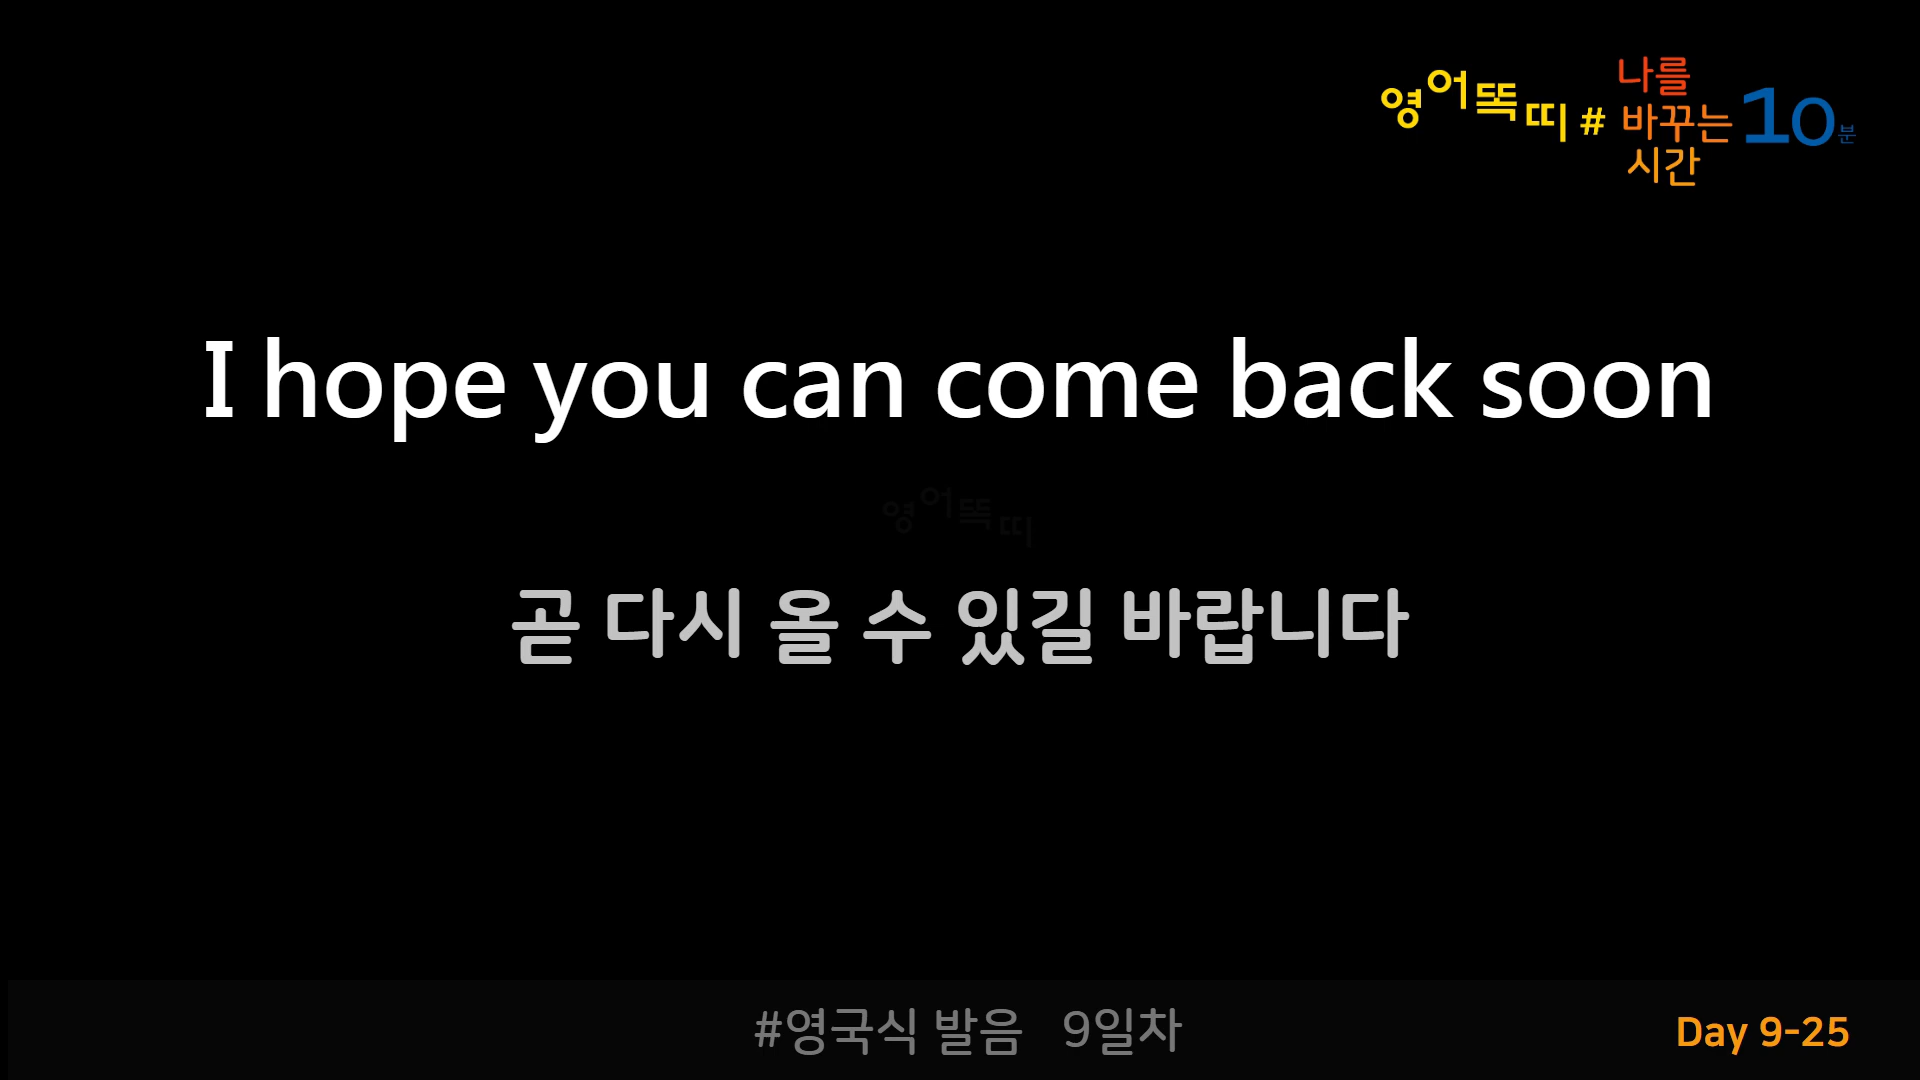 영어똑띠 # 나를 바꾸는 시간 10분
I hope you can come back soon
영어똑띠
곧 다시 올 수 있길 바랍니다
#영국식 발음 9일차
Day 9-25